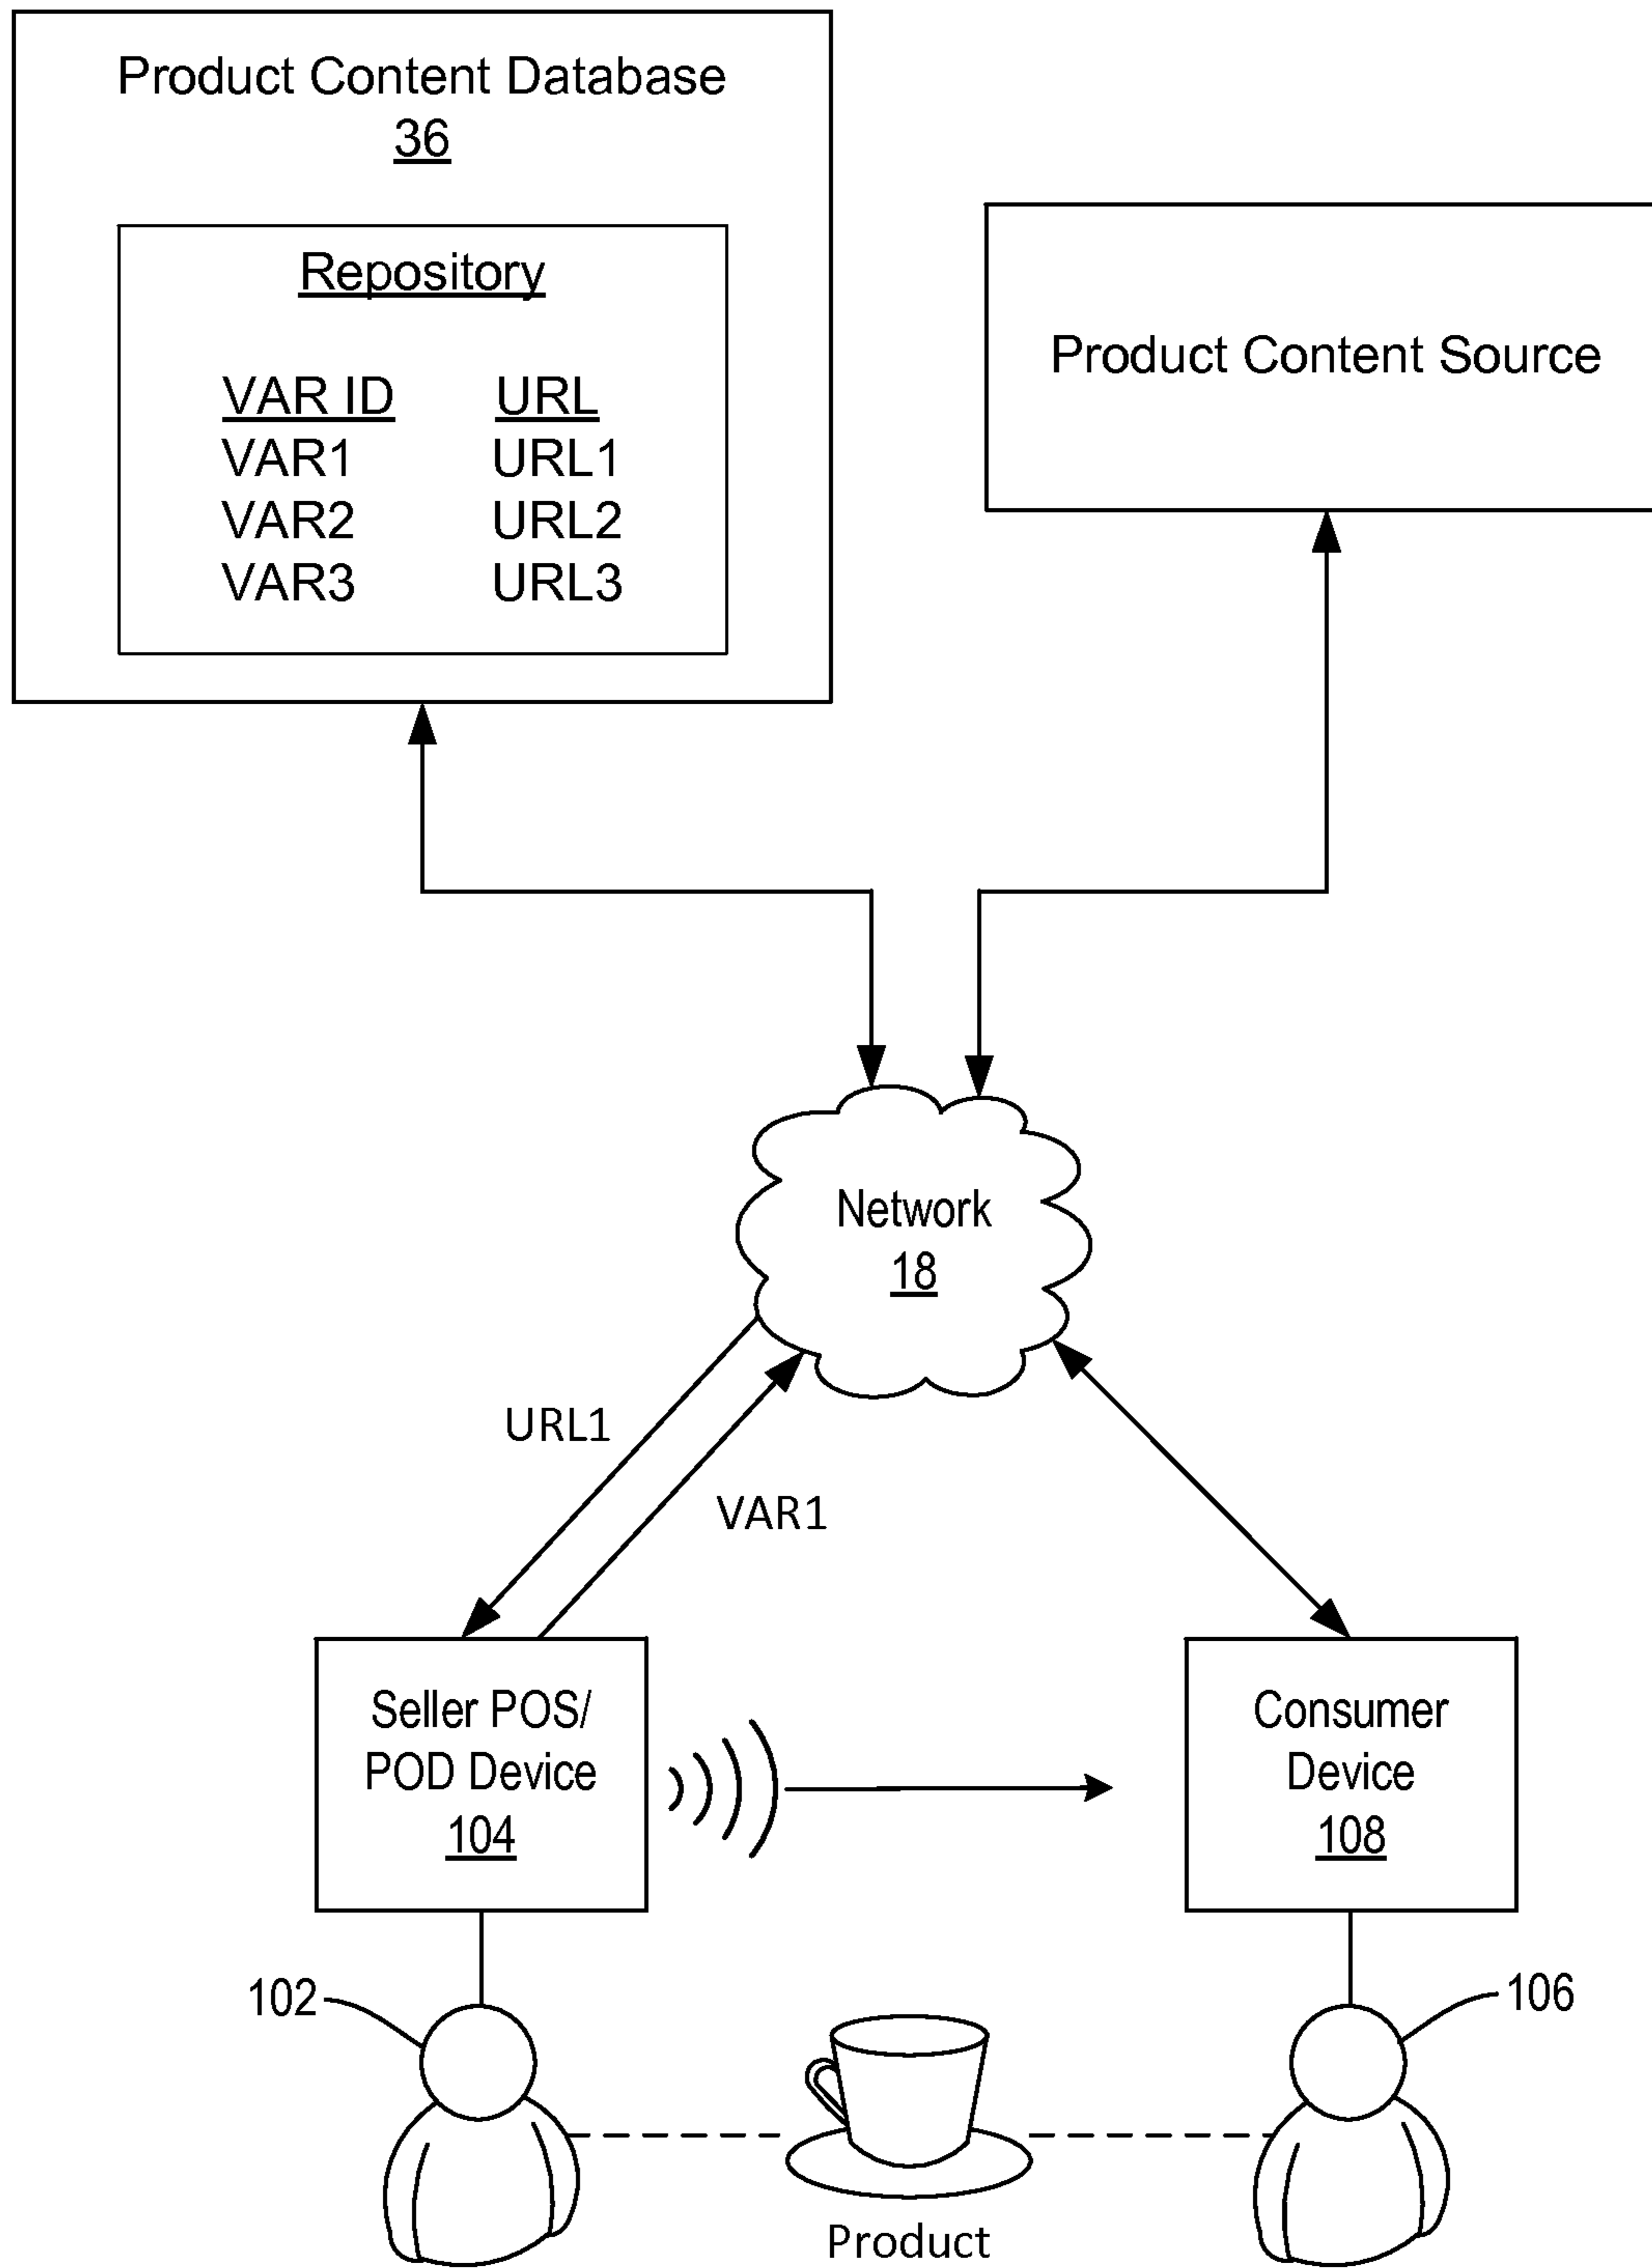 Product Content Database
36
Repository
VAR ID URL
VAR1 URL1
VAR2 URL2
VAR3 URL3
Product Content Source
Network
18
URL1
VAR1
Seller POS/
POD Device
104
Consumer
Device
108
102
106
Product